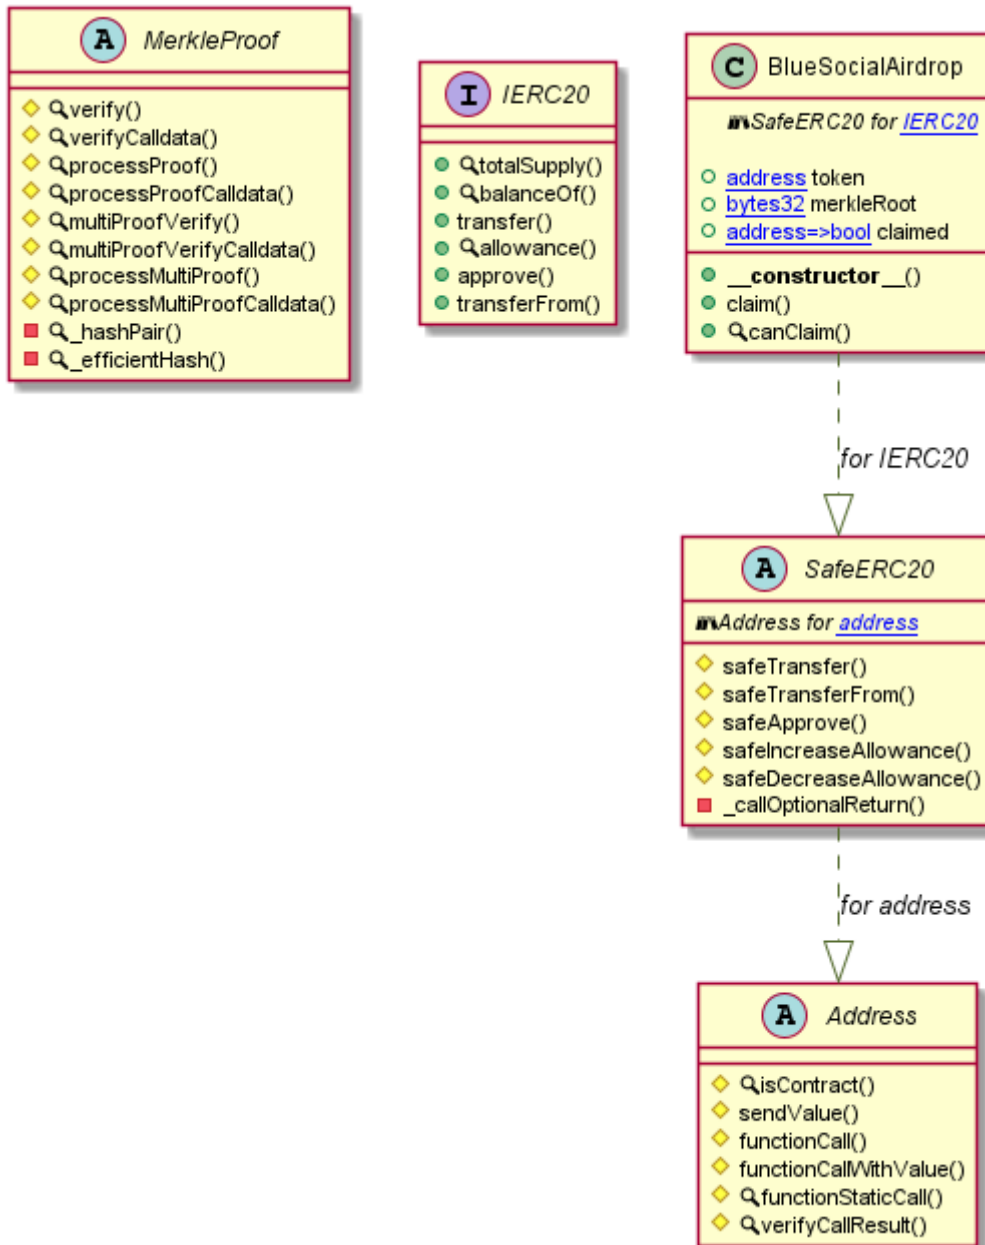 A MerkleProof
verify()
verifyCalldata()
processProof()
processProofCalldata()
multiProofVerify()
multiProofVerifyCalldata()
processMultiProof()
processMultiProofCalldata()
_hashPair()
_efficientHash()
I IERC20
totalSupply()
balanceOf()
transfer()
allowance()
approve()
transferFrom()
C BlueSocialAirdrop
SafeERC20 for IERC20
address token
bytes32 merkleRoot
address=>bool claimed
__constructor__()
claim()
canClaim()
for IERC20
A SafeERC20
Address for address
safeTransfer()
safeTransferFrom()
safeApprove()
safeIncreaseAllowance()
safeDecreaseAllowance()
_callOptionalReturn()
for address
A Address
isContract()
sendValue()
functionCall()
functionCallWithValue()
functionStaticCall()
verifyCallResult()